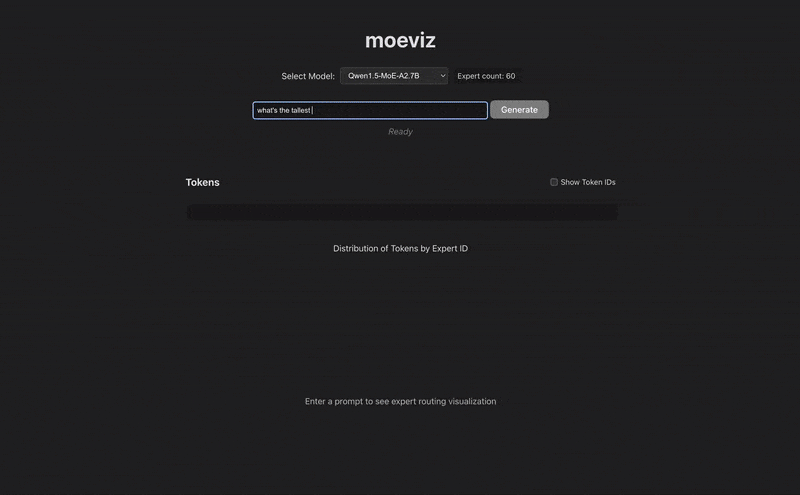 moeviz
Select Model: Qwen1.5-MoE-A2.7B Expert count: 60
what's the tallest
Generate
Ready
Tokens
Show Token IDs
Distribution of Tokens by Expert ID
Enter a prompt to see expert routing visualization